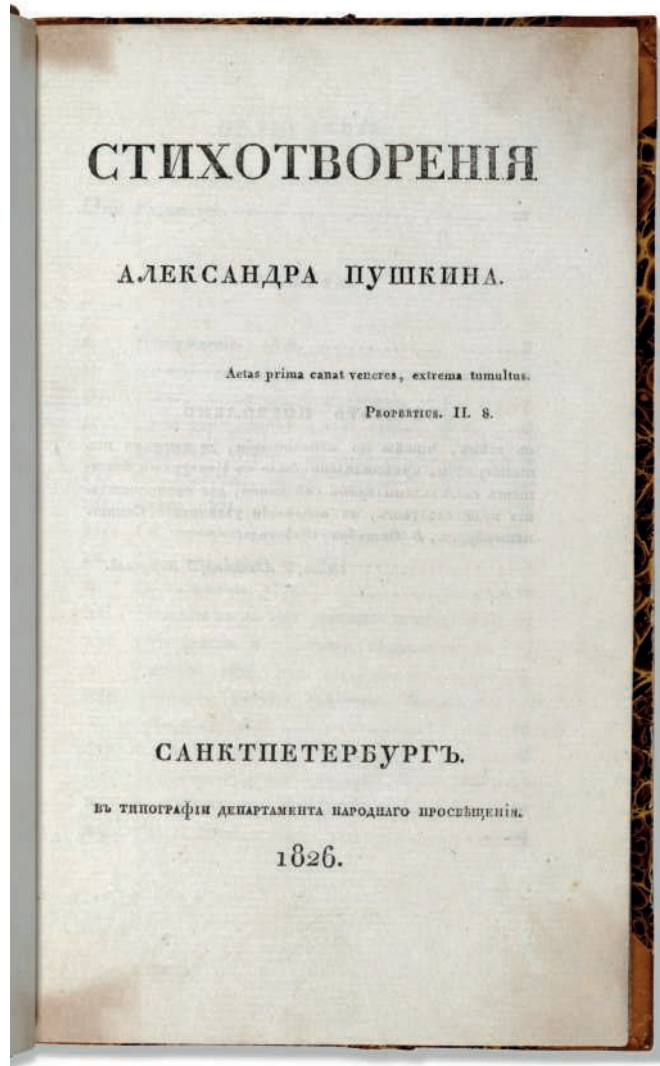 СТИХОТВОРЕНІЯ
АЛЕКСАНДРА ПУШКИНА.
Aetas prima canat veneres, extrema tumultus.
Propertius. II. 8.
САНКТПЕТЕРБУРГЪ.
ВЪ ТИПОГРАФІИ ДЕПАРТАМЕНТА НАРОДНАГО ПРОСВѢЩЕНІЯ.
1826.